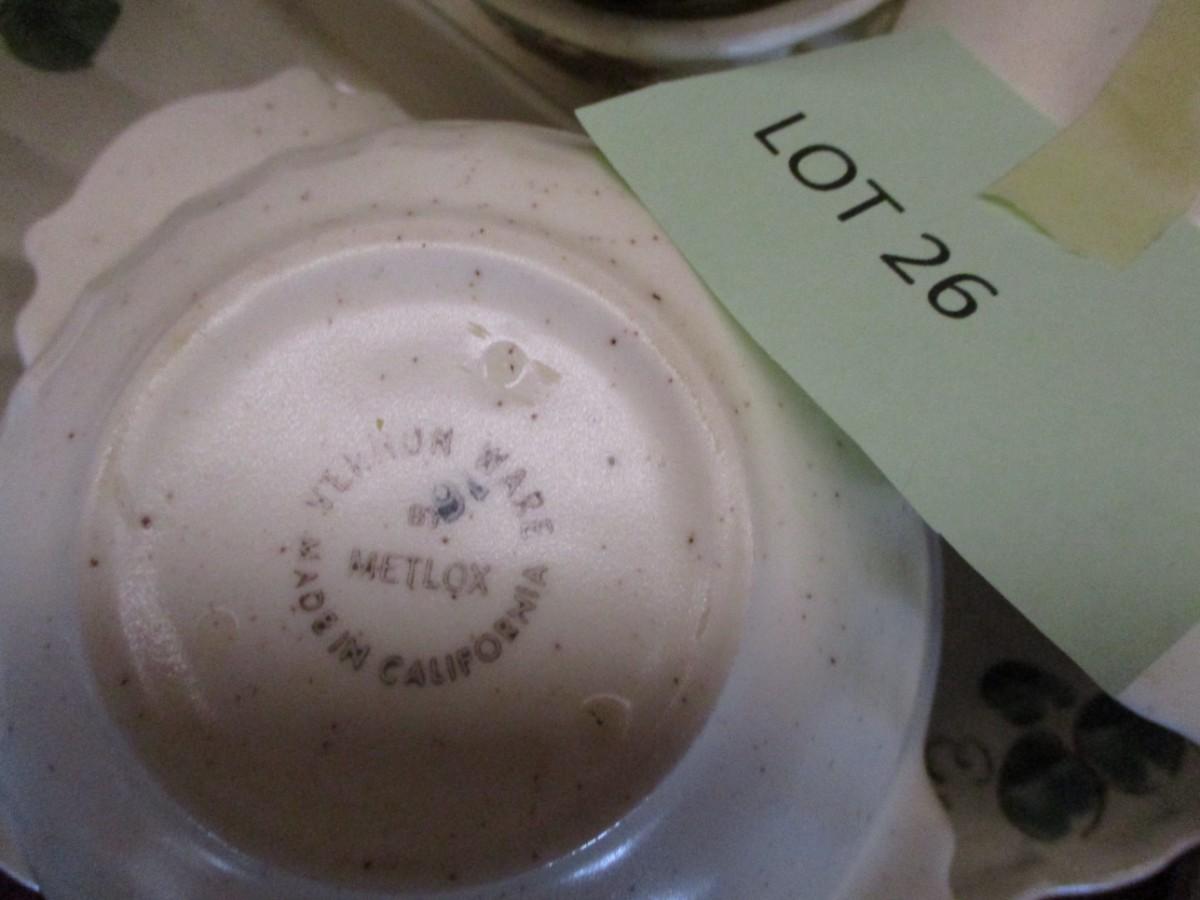 LOT 26
VERNON WARE
BY
METLOX
MADE IN CALIFORNIA